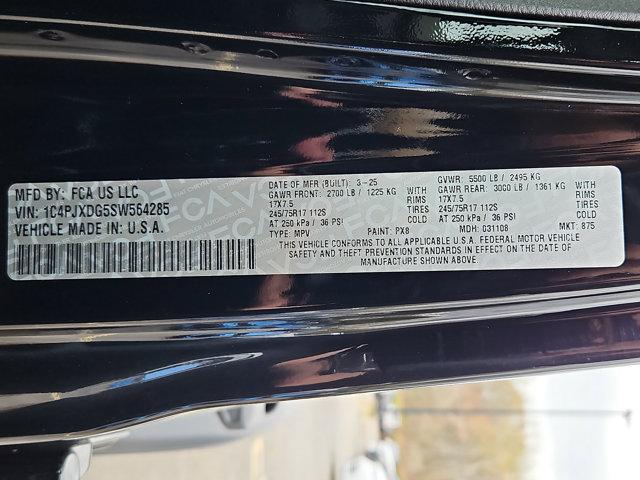 MFD BY: FCA US LLC
VIN: 1C4PJXDG5SW564285
VEHICLE MADE IN: U.S.A.
DATE OF MFR (BUILT): 3-25 GVWR: 5500 LB / 2495 KG
GAWR FRONT: 2700 LB / 1225 KG WITH GAWR REAR: 3000 LB / 1361 KG WITH
17X7.5 RIMS 17X7.5 RIMS
245/75R17 112S TIRES 245/75R17 112S TIRES
AT 250 KPA / 36 PSI COLD AT 250 KPA / 36 PSI COLD
TYPE: MPV PAINT: PX8 MDH: 031108 MKT: 875
THIS VEHICLE CONFORMS TO ALL APPLICABLE U.S.A. FEDERAL MOTOR VEHICLE
SAFETY AND THEFT PREVENTION STANDARDS IN EFFECT ON THE DATE OF
MANUFACTURE SHOWN ABOVE.